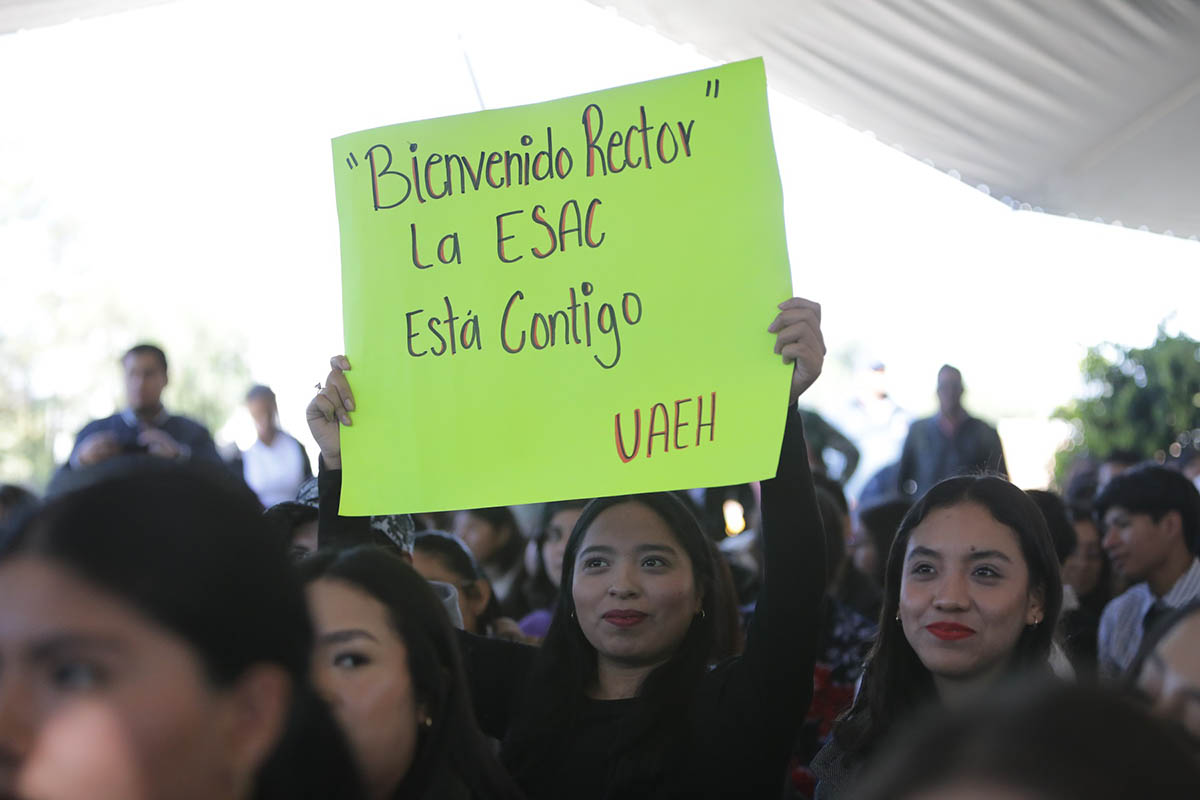 "Bienvenido Rector"
La ESAC
Está Contigo
UAEH